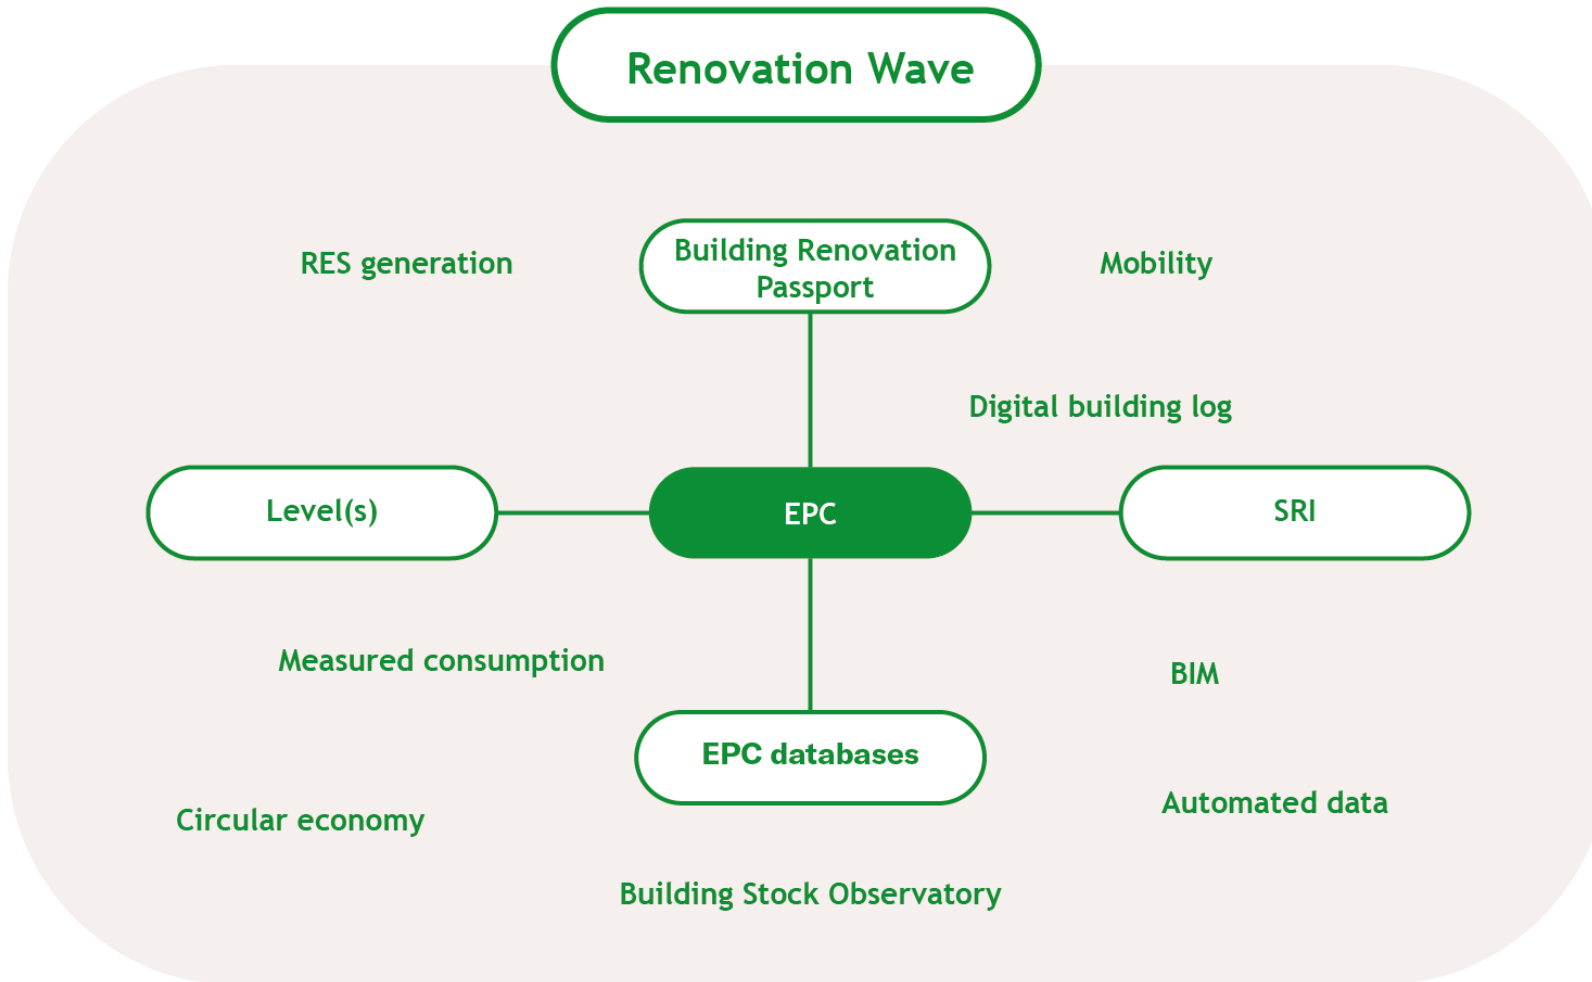 Renovation Wave
RES generation
Building Renovation
Passport
Mobility
Digital building log
Level(s)
EPC
SRI
Measured consumption
BIM
EPC databases
Automated data
Circular economy
Building Stock Observatory